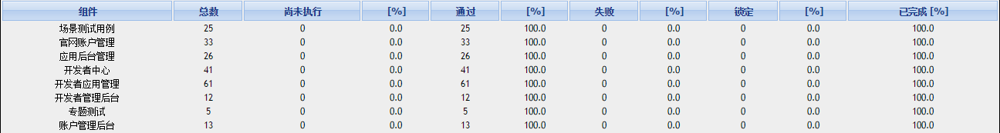 组件 总数 尚未执行 [%] 通过 [%] 失败 [%] 锁定 [%] 已完成 [%]
场景测试用例 25 0 0.0 25 100.0 0 0.0 0 0.0 100.0
官网账户管理 33 0 0.0 33 100.0 0 0.0 0 0.0 100.0
应用后台管理 26 0 0.0 26 100.0 0 0.0 0 0.0 100.0
开发者中心 41 0 0.0 41 100.0 0 0.0 0 0.0 100.0
开发者应用管理 61 0 0.0 61 100.0 0 0.0 0 0.0 100.0
开发者管理后台 12 0 0.0 12 100.0 0 0.0 0 0.0 100.0
专题测试 5 0 0.0 5 100.0 0 0.0 0 0.0 100.0
账户管理后台 13 0 0.0 13 100.0 0 0.0 0 0.0 100.0